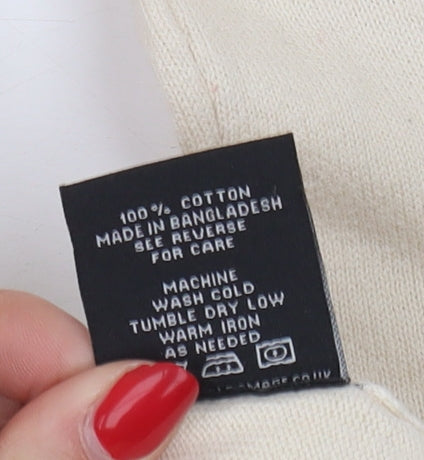 100% COTTON
MADE IN BANGLADESH
SEE REVERSE
FOR CARE
MACHINE
WASH COLD
TUMBLE DRY LOW
WARM IRON
AS NEEDED